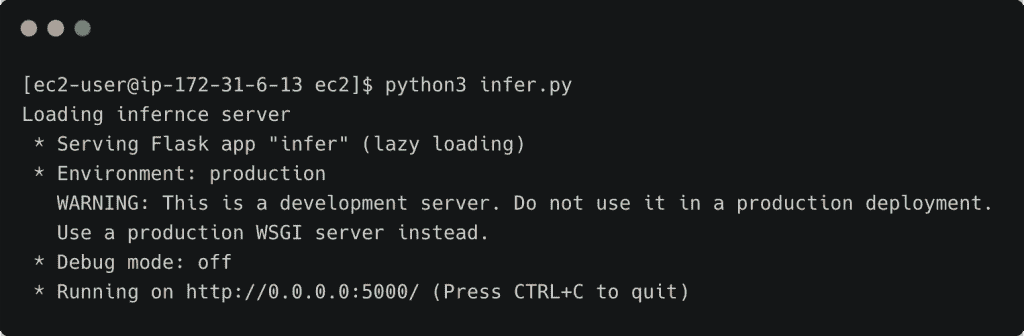 [ec2-user@ip-172-31-6-13 ec2]$ python3 infer.py
Loading infernce server
* Serving Flask app "infer" (lazy loading)
* Environment: production
WARNING: This is a development server. Do not use it in a production deployment.
Use a production WSGI server instead.
* Debug mode: off
* Running on http://0.0.0.0:5000/ (Press CTRL+C to quit)